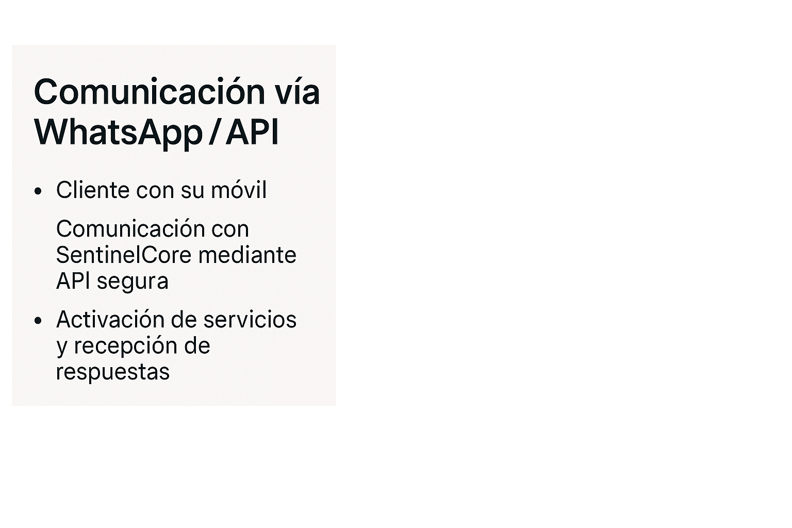 Comunicación vía
WhatsApp / API
• Cliente con su móvil
Comunicación con
SentinelCore mediante
API segura
• Activación de servicios
y recepción de
respuestas